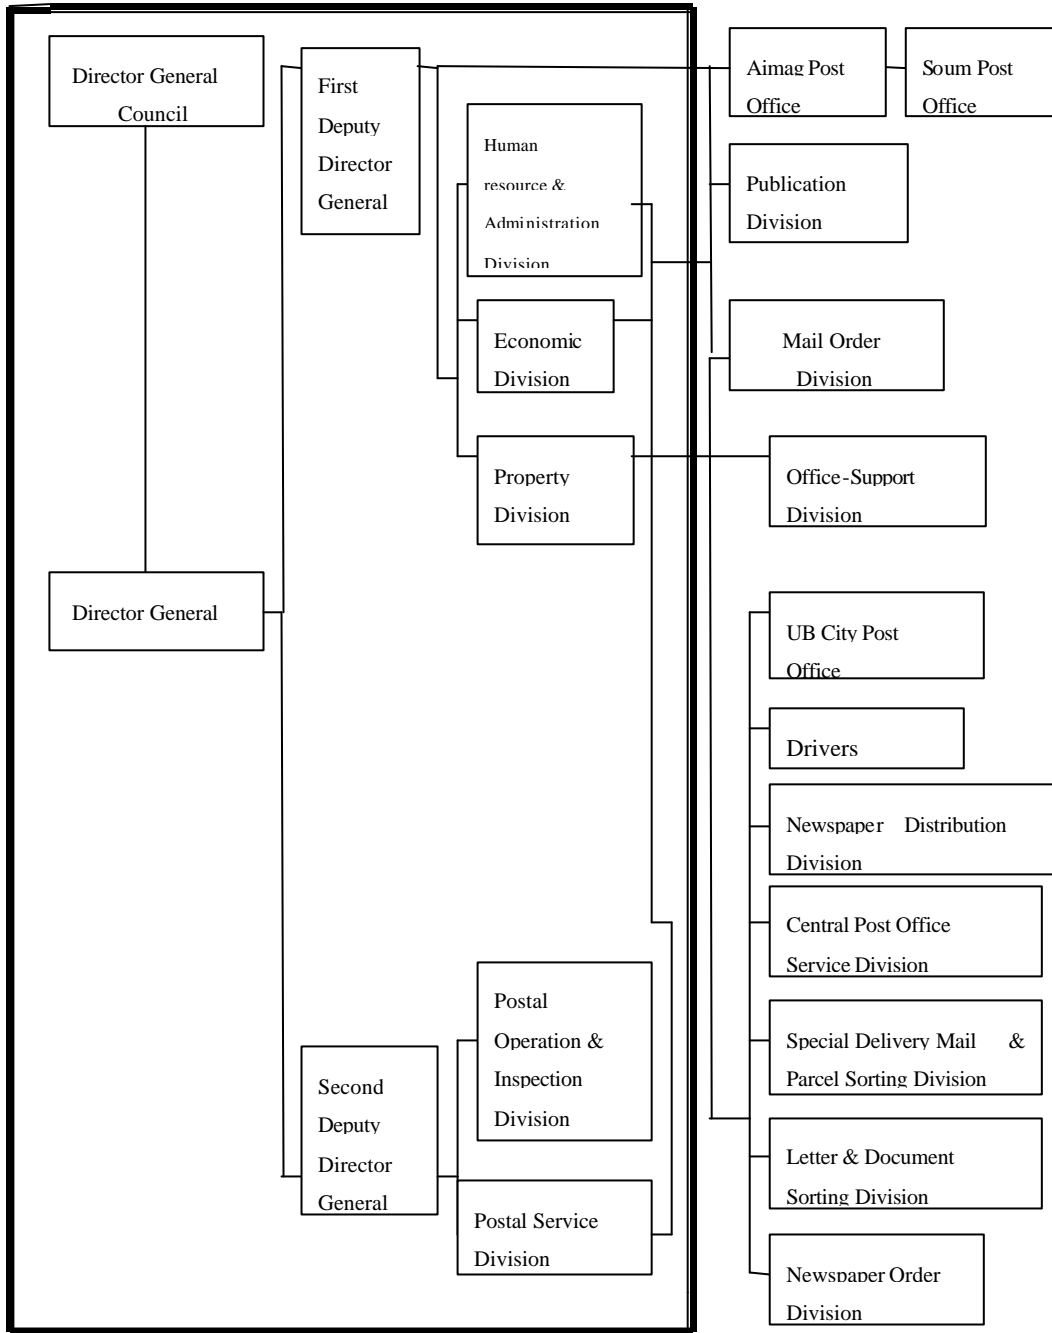 Director General
Council
First
Deputy
Director
General
Human
resource &
Administration
Division
Economic
Division
Property
Division
Director General
Second
Deputy
Director
General
Postal
Operation &
Inspection
Division
Postal Service
Division
Aimag Post
Office
Soum Post
Office
Publication
Division
Mail Order
Division
Office-Support
Division
UB City Post
Office
Drivers
Newspaper Distribution
Division
Central Post Office
Service Division
Special Delivery Mail &
Parcel Sorting Division
Letter & Document
Sorting Division
Newspaper Order
Division